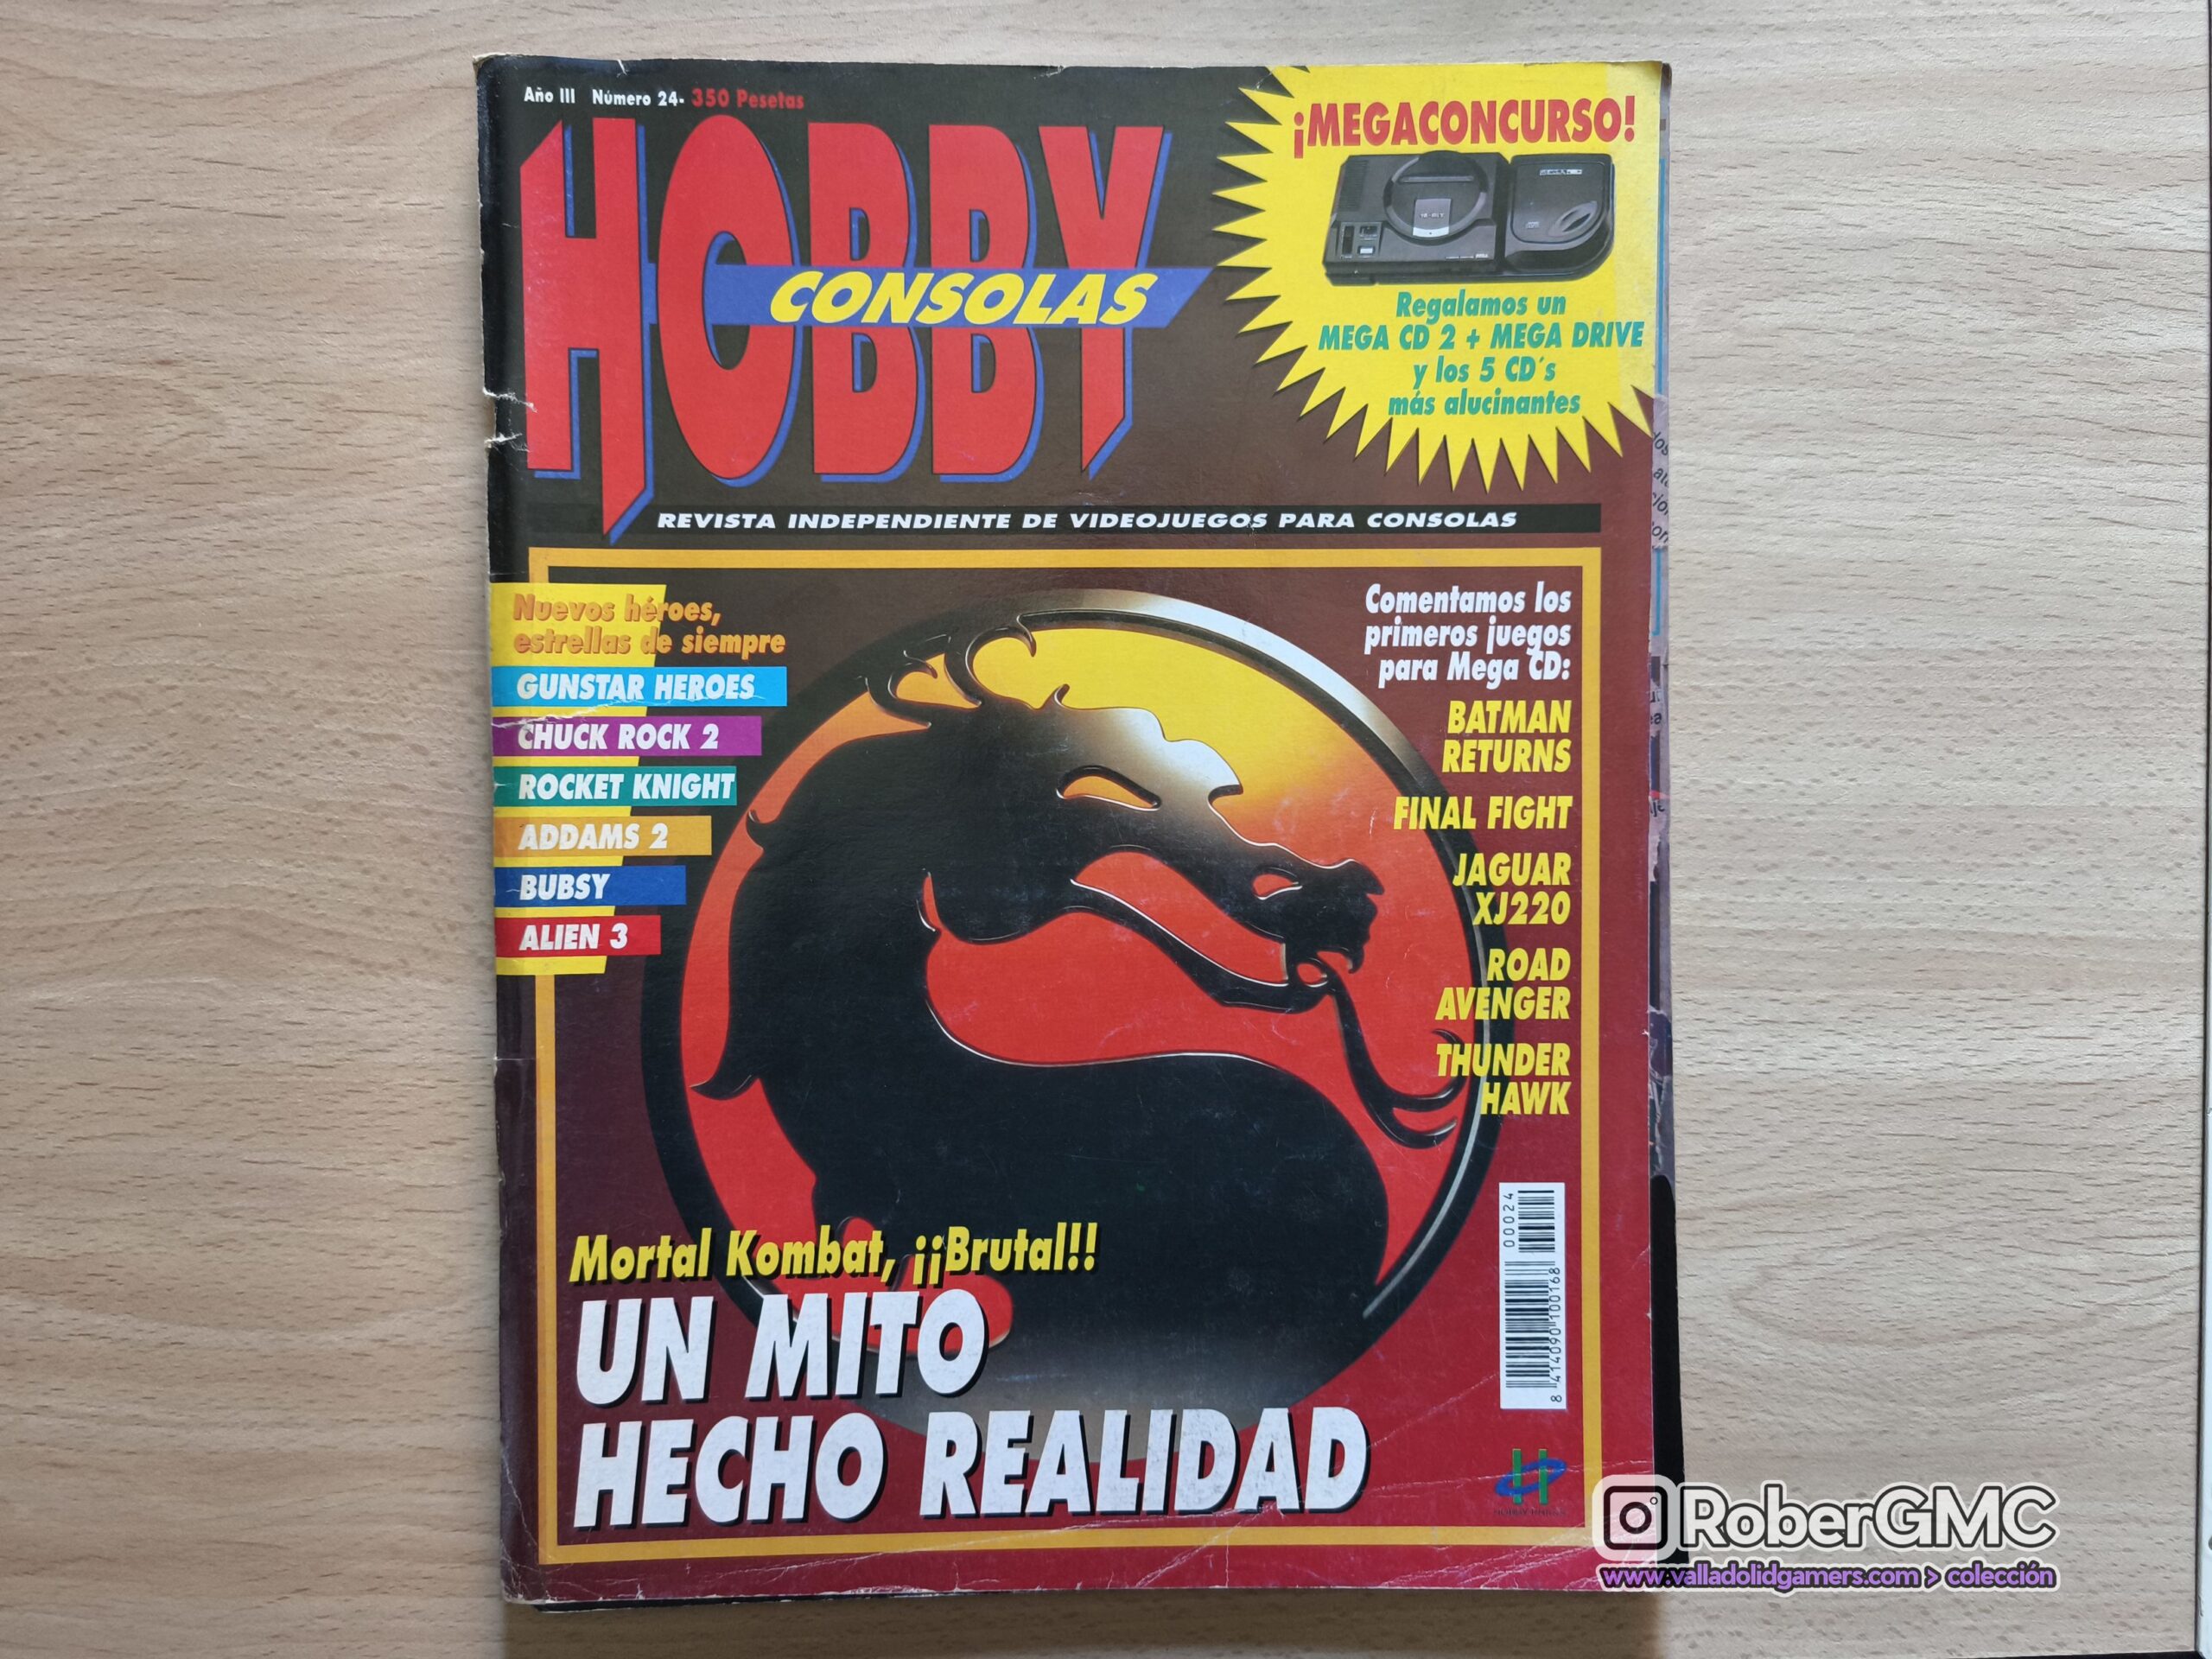 Año III Número 24- 350 Pesetas
HOBBY
CONSOLAS
¡MEGACONCURSO!
16-BIT
Regalamos un
MEGA CD 2 + MEGA DRIVE
y los 5 CD´s
más alucinantes
REVISTA INDEPENDIENTE DE VIDEOJUEGOS PARA CONSOLAS
Nuevos héroes,
estrellas de siempre
GUNSTAR HEROES
CHUCK ROCK 2
ROCKET KNIGHT
ADDAMS 2
BUBSY
ALIEN 3
Comentamos los
primeros juegos
para Mega CD:
BATMAN
RETURNS
FINAL FIGHT
JAGUAR
XJ220
ROAD
AVENGER
THUNDER
HAWK
Mortal Kombat, ¡¡Brutal!!
UN MITO
HECHO REALIDAD
00024
8 414090 100168
RoberGMC
www.valladolidgamers.com > colección